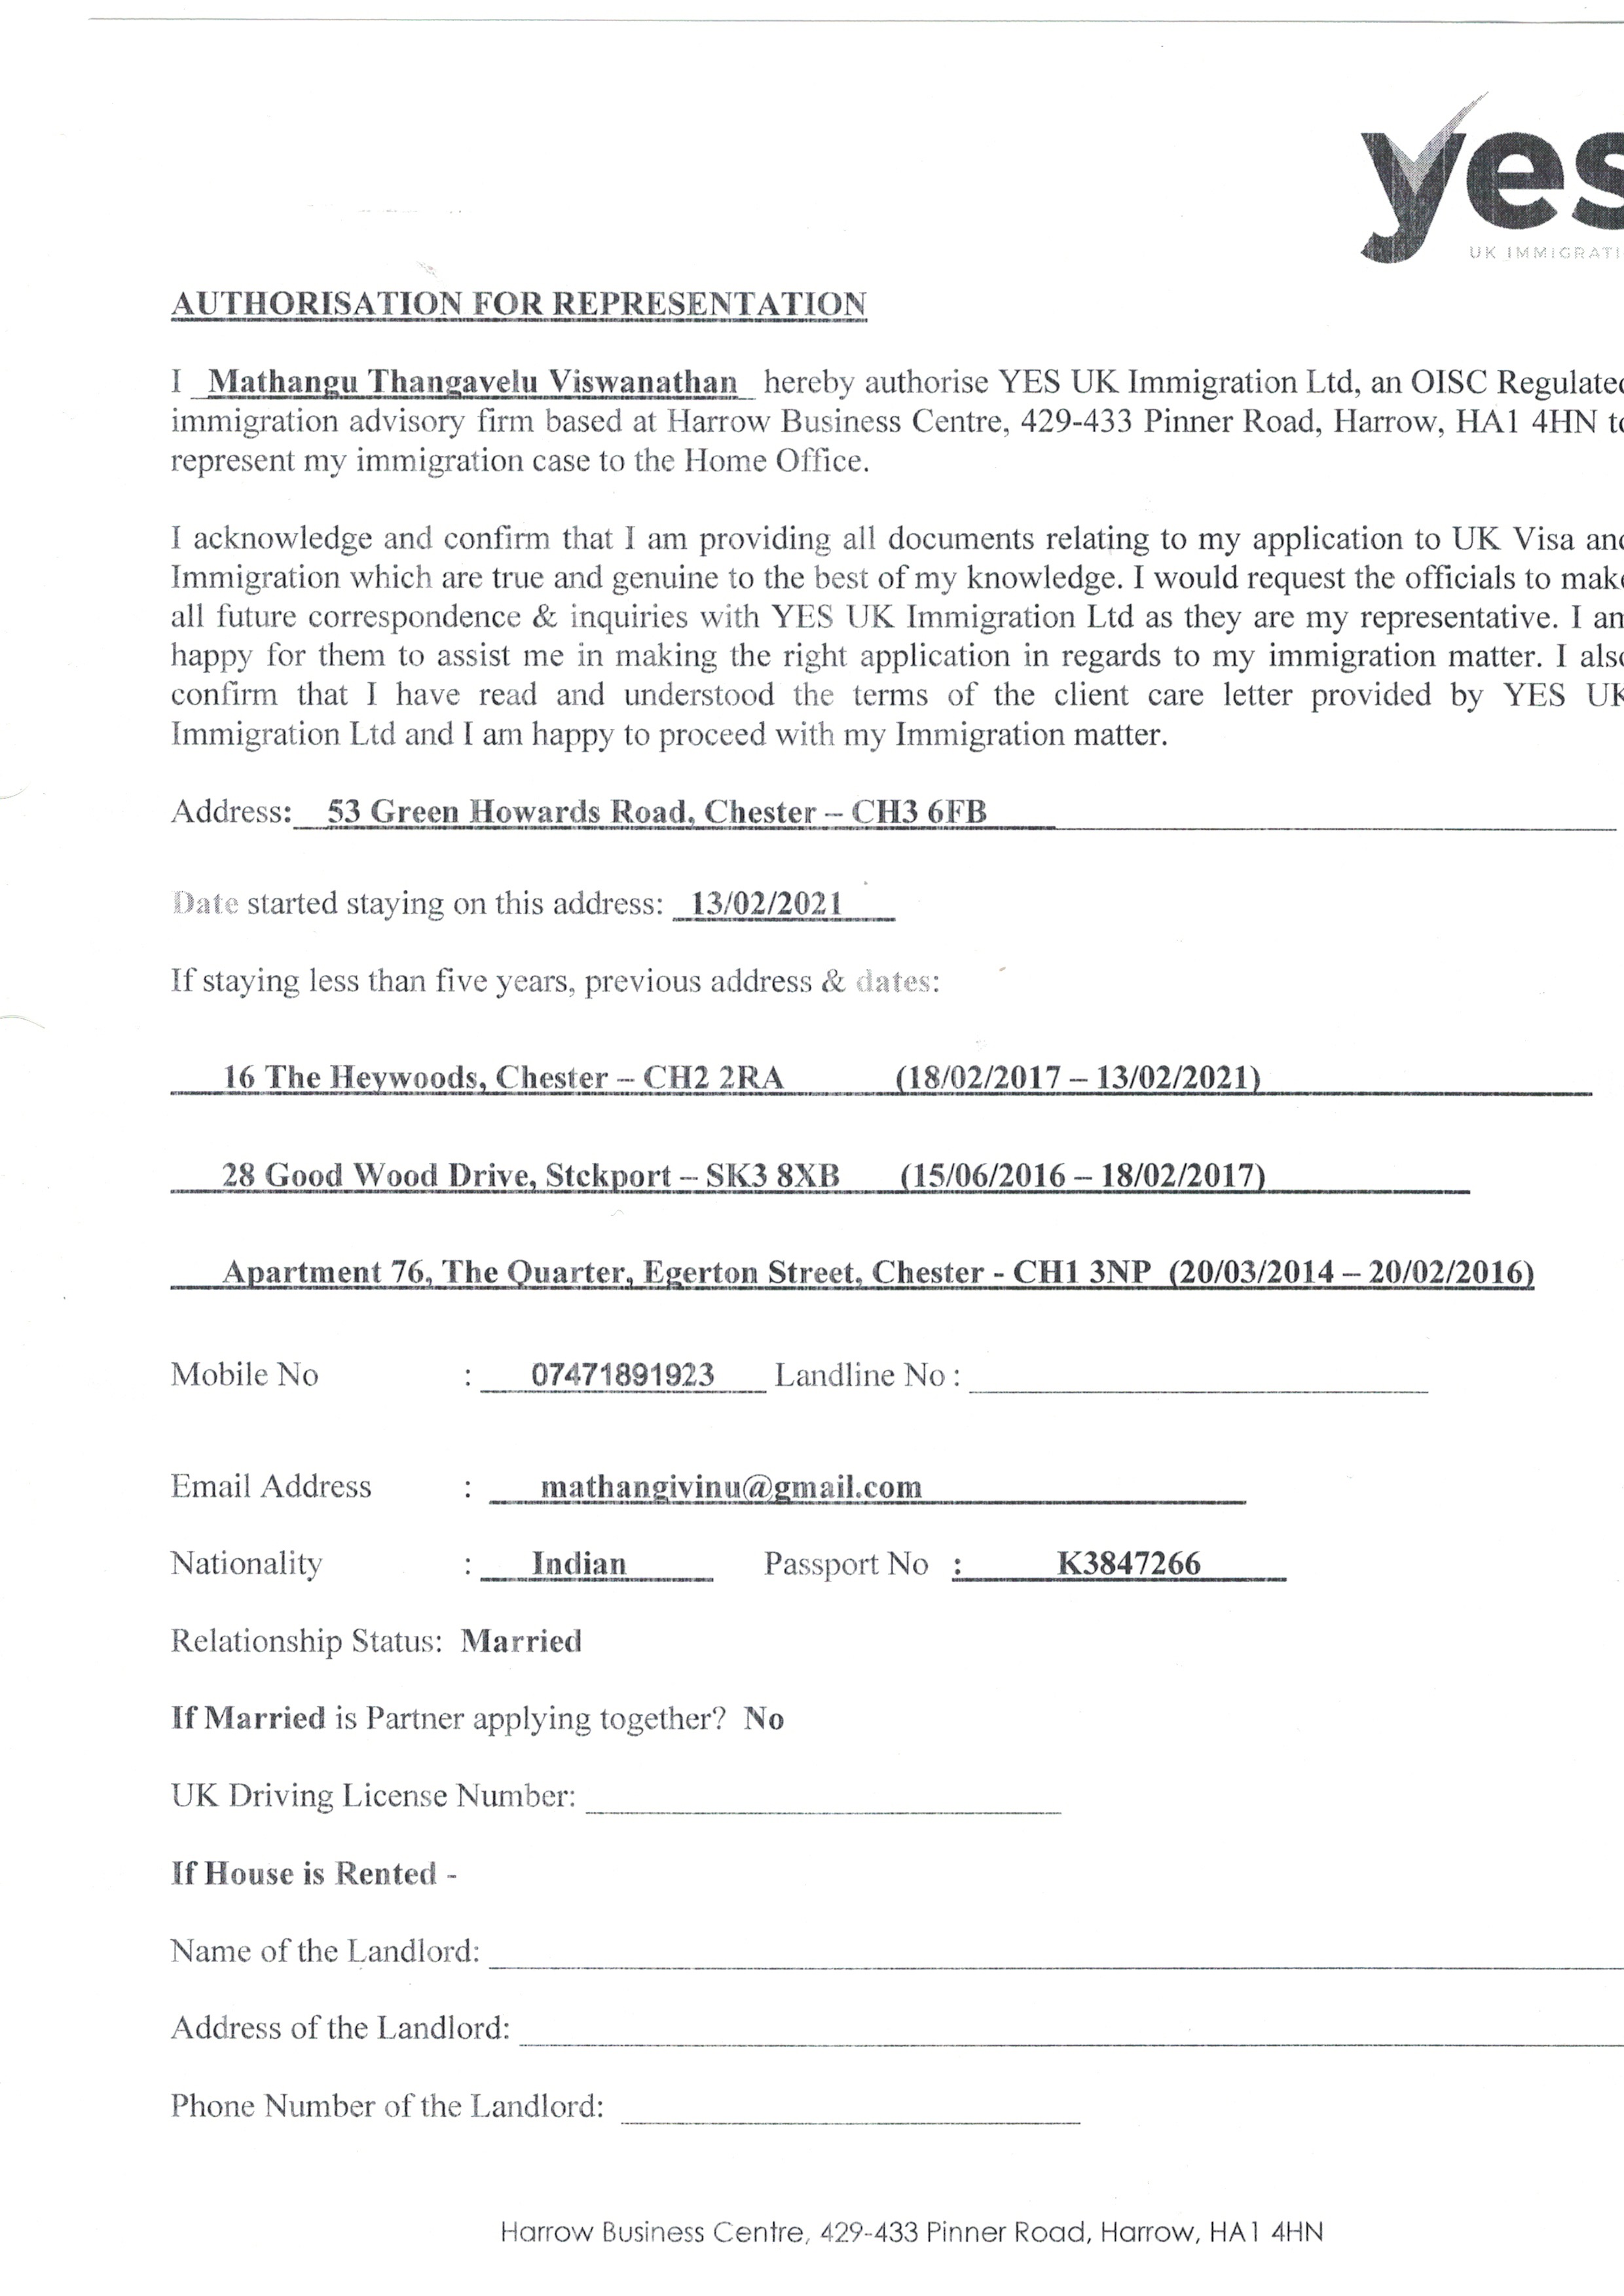 yes
UK IMMIGRATI
AUTHORISATION FOR REPRESENTATION
I Mathangu Thangavelu Viswanathan hereby authorise YES UK Immigration Ltd, an OISC Regulated
immigration advisory firm based at Harrow Business Centre, 429-433 Pinner Road, Harrow, HA1 4HN to
represent my immigration case to the Home Office.
I acknowledge and confirm that I am providing all documents relating to my application to UK Visa and
Immigration which are true and genuine to the best of my knowledge. I would request the officials to make
all future correspondence & inquiries with YES UK Immigration Ltd as they are my representative. I am
happy for them to assist me in making the right application in regards to my immigration matter. I also
confirm that I have read and understood the terms of the client care letter provided by YES UK
Immigration Ltd and I am happy to proceed with my Immigration matter.
Address: 53 Green Howards Road, Chester – CH3 6FB
Date started staying on this address: 13/02/2021
If staying less than five years, previous address & dates:
16 The Heywoods, Chester – CH2 2RA (18/02/2017 – 13/02/2021)
28 Good Wood Drive, Stckport – SK3 8XB (15/06/2016 – 18/02/2017)
Apartment 76, The Quarter, Egerton Street, Chester - CH1 3NP (20/03/2014 – 20/02/2016)
Mobile No : 07471891923 Landline No :
Email Address : mathangivinu@gmail.com
Nationality : Indian Passport No : K3847266
Relationship Status: Married
If Married is Partner applying together? No
UK Driving License Number:
If House is Rented -
Name of the Landlord:
Address of the Landlord:
Phone Number of the Landlord:
Harrow Business Centre, 429-433 Pinner Road, Harrow, HA1 4HN